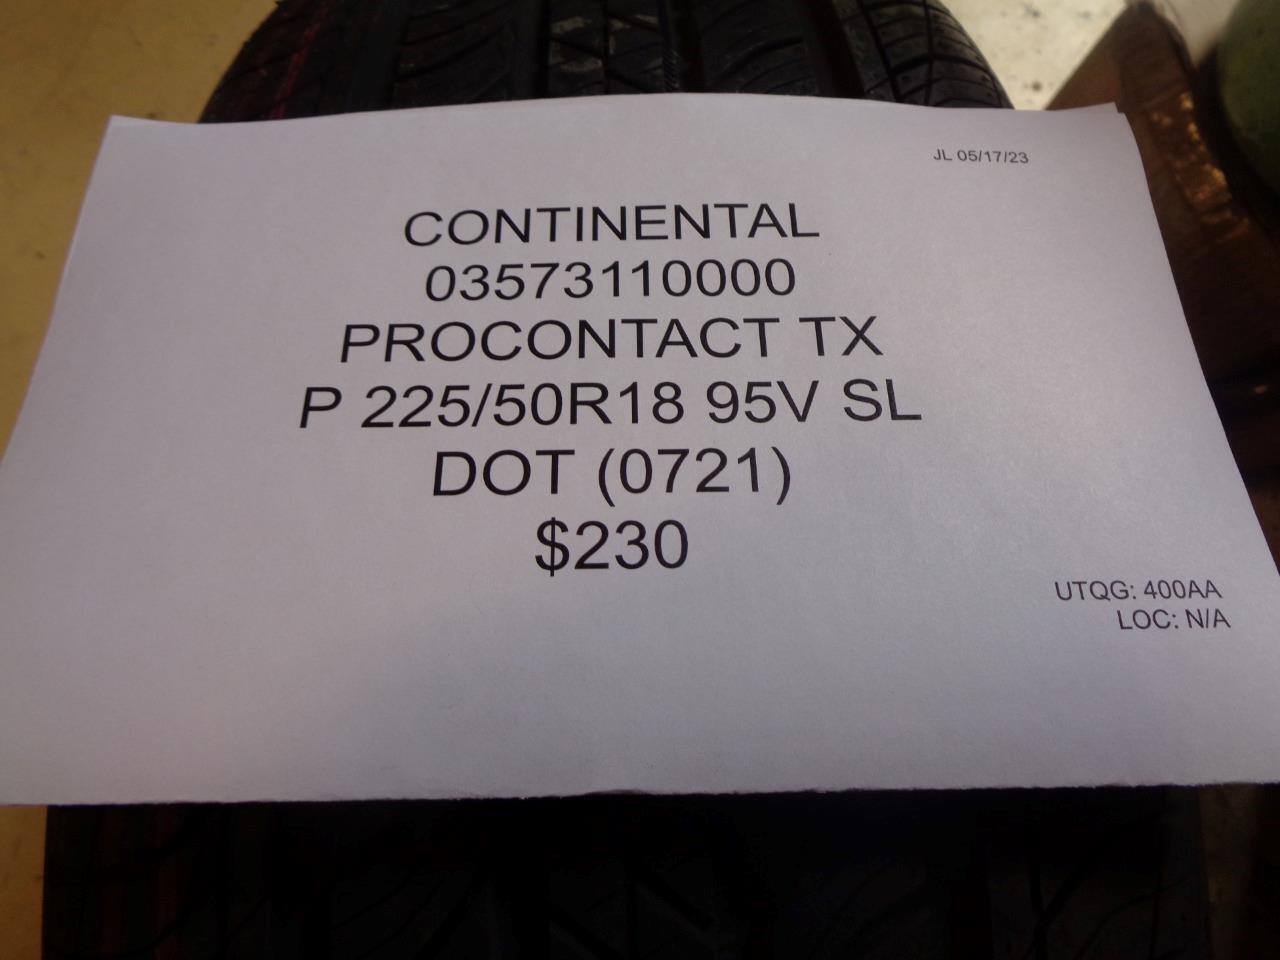 JL 05/17/23
CONTINENTAL
03573110000
PROCONTACT TX
P 225/50R18 95V SL
DOT (0721)
$230
UTQG: 400AA
LOC: N/A